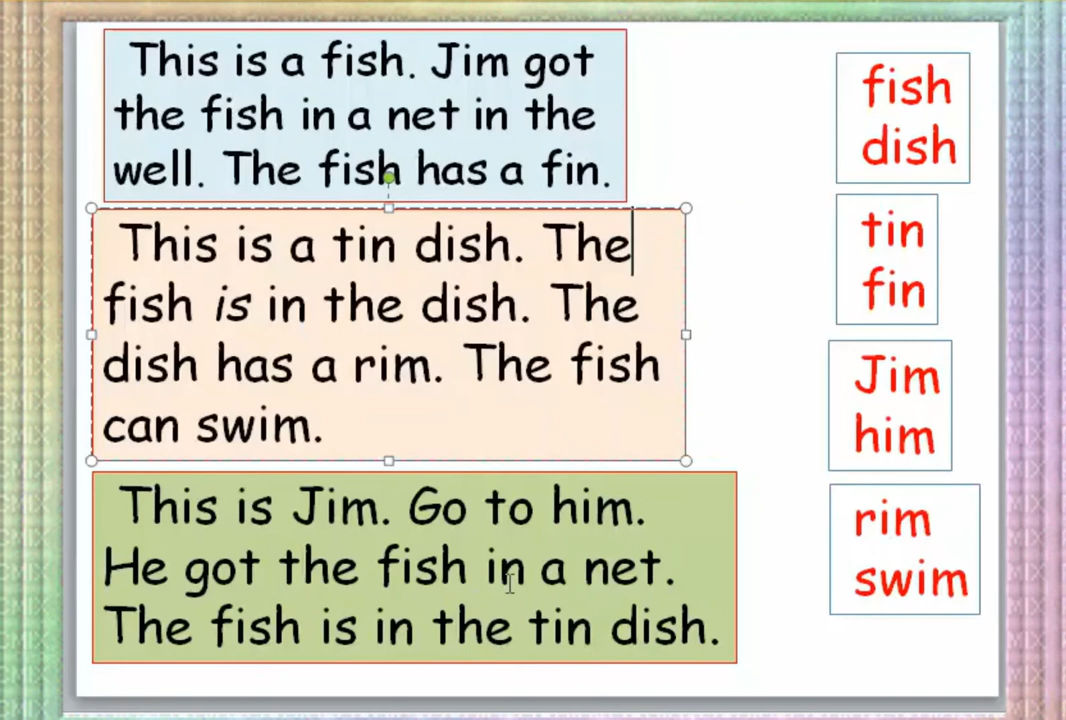 This is a fish. Jim got
the fish in a net in the
well. The fish has a fin.
This is a tin dish. The
fish is in the dish. The
dish has a rim. The fish
can swim.
This is Jim. Go to him.
He got the fish in a net.
The fish is in the tin dish.
fish
dish
tin
fin
Jim
him
rim
swim